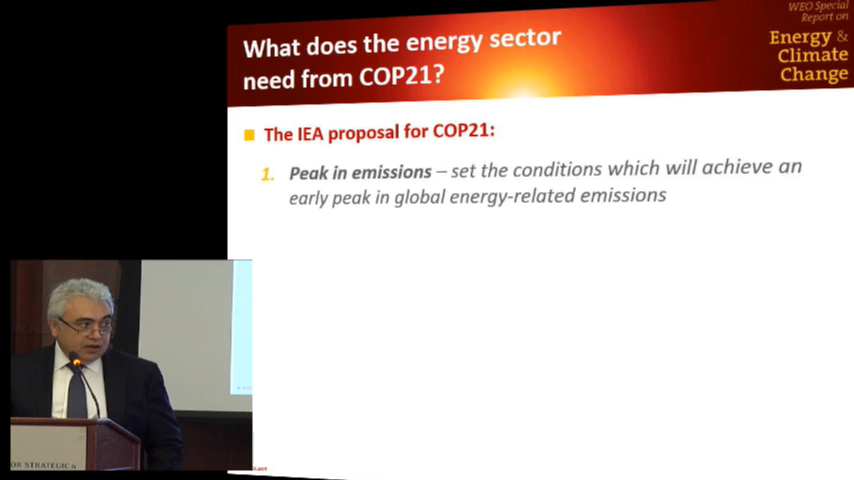 What does the energy sector
need from COP21?
WEO Special
Report on
Energy &
Climate
Change
The IEA proposal for COP21:
1. Peak in emissions – set the conditions which will achieve an
early peak in global energy-related emissions
OR STRATEGIC &